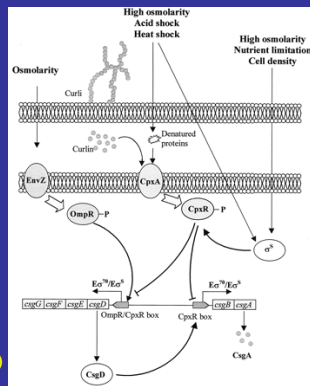 High osmolarity
Acid shock
Heat shock
High osmolarity
Nutrient limitation
Cell density
Osmolarity
Curli
Curlin
Denatured
proteins
EnvZ
CpxA
OmpR
P
CpxR
P
σS
Eσ70/EσS
Eσ70/EσS
csgG csgF csgE csgD
OmpR/CpxR box
CpxR box
csgB csgA
CsgA
CsgD